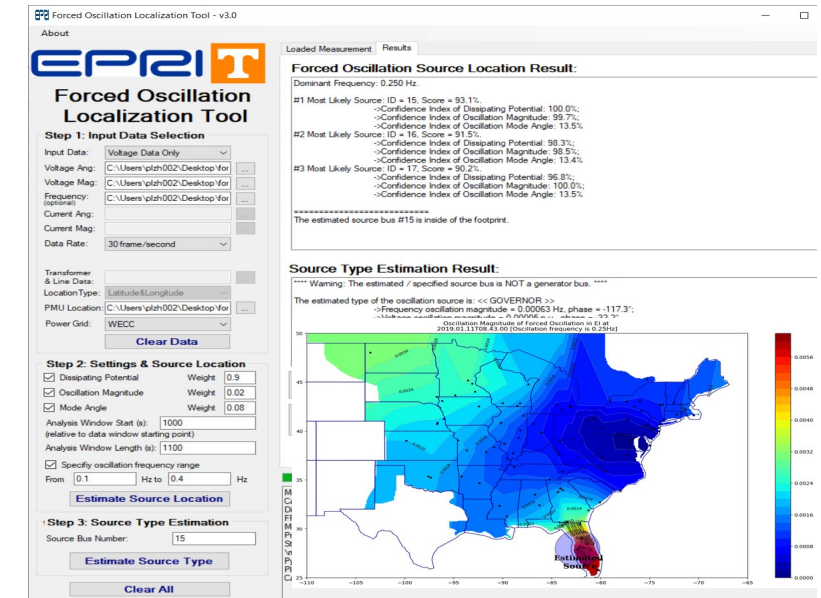 Forced Oscillation Localization Tool - v3.0
About
EPRI T
Forced Oscillation
Localization Tool
Step 1: Input Data Selection
Input Data: Voltage Data Only
Voltage Ang: C:\Users\plzh002\Desktop\for ...
Voltage Mag: C:\Users\plzh002\Desktop\for ...
Frequency: C:\Users\plzh002\Desktop\for ...
(optional)
Current Ang: ...
Current Mag: ...
Data Rate: 30 frame/second
Transformer
& Line Data: ...
LocationType: Latitude&Longitude
PMU Location: C:\Users\plzh002\Desktop\for ...
Power Grid: WECC
Clear Data
Step 2: Settings & Source Location
Dissipating Potential Weight 0.9
Oscillation Magnitude Weight 0.02
Mode Angle Weight 0.08
Analysis Window Start (s): 1000
(relative to data window starting point)
Analysis Window Length (s): 1100
Specifiy oscillation frequency range
From 0.1 Hz to 0.4 Hz
Estimate Source Location
Step 3: Source Type Estimation
Source Bus Number: 15
Estimate Source Type
Clear All
Loaded Measurement Results
Forced Oscillation Source Location Result:
Dominant Frequency: 0.250 Hz.
#1 Most Likely Source: ID = 15, Score = 93.1%.
->Confidence Index of Dissipating Potential: 100.0%;
->Confidence Index of Oscillation Magnitude: 99.7%;
->Confidence Index of Oscillation Mode Angle: 13.5%
#2 Most Likely Source: ID = 16, Score = 91.5%.
->Confidence Index of Dissipating Potential: 98.3%;
->Confidence Index of Oscillation Magnitude: 98.5%;
->Confidence Index of Oscillation Mode Angle: 13.4%
#3 Most Likely Source: ID = 17, Score = 90.2%.
->Confidence Index of Dissipating Potential: 96.8%;
->Confidence Index of Oscillation Magnitude: 100.0%;
->Confidence Index of Oscillation Mode Angle: 13.5%
===========================
The estimated source bus #15 is inside of the footprint.
Source Type Estimation Result:
**** Warning: The estimated / specified source bus is NOT a generator bus. ****
The estimated type of the oscillation source is: << GOVERNOR >>
->Frequency oscillation magnitude = 0.00063 Hz, phase = -117.3°;
Oscillation Magnitude of Forced Oscillation in EI at
2019.01.11T08.43.00 [Oscillation frequency is 0.25Hz]
50
45
40
35
30
25
-110 -105 -100 -95 -90 -85 -80 -75 -70 -65
Estimated
Source
0.0056
0.0048
0.0040
0.0032
0.0024
0.0016
0.0008
0.0000